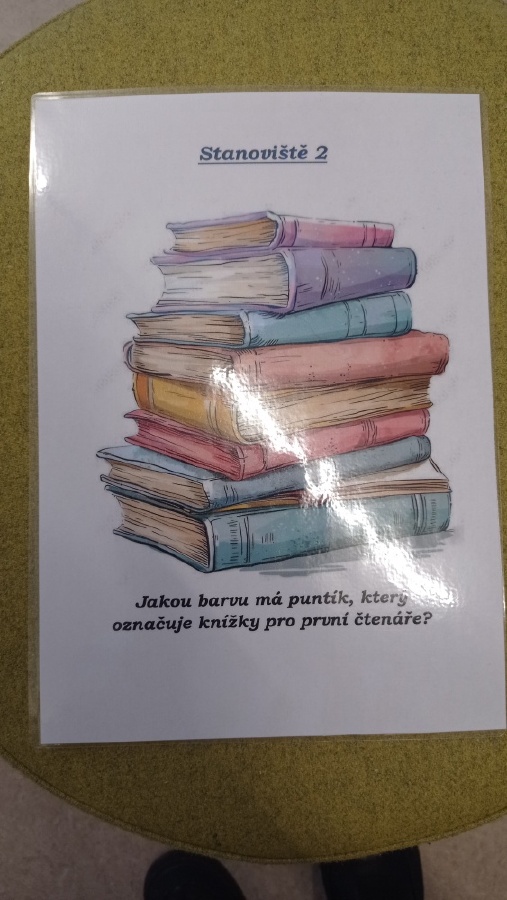 Stanoviště 2
Jakou barvu má puntík, který
označuje knížky pro první čtenáře?